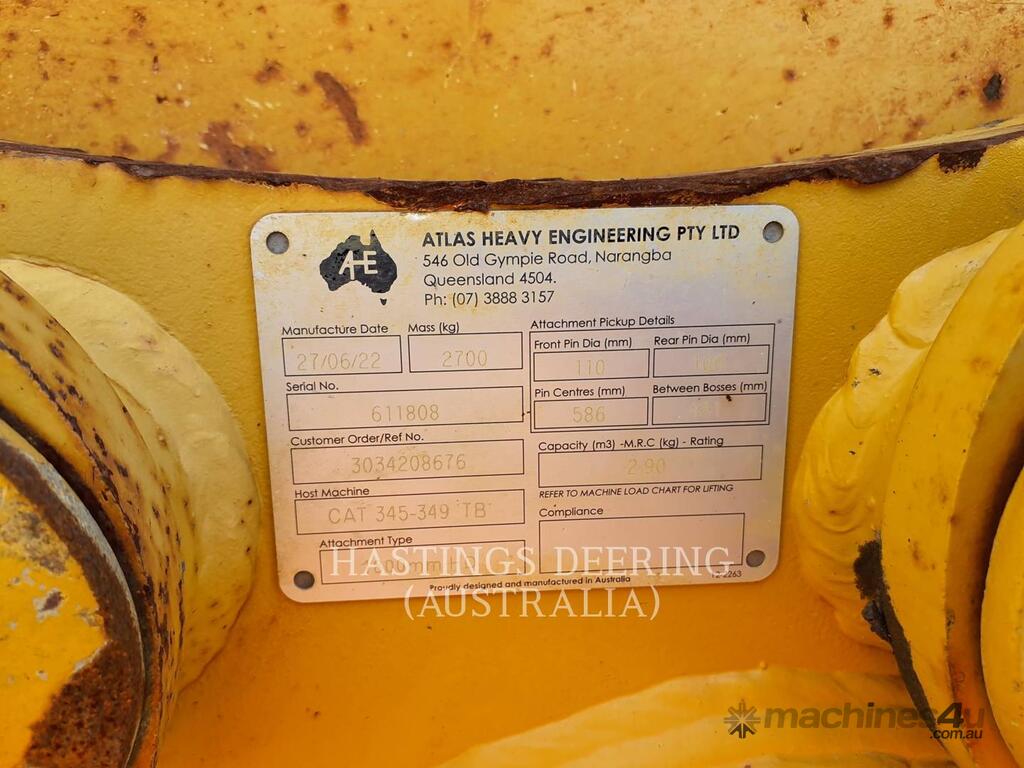 AHE
ATLAS HEAVY ENGINEERING PTY LTD
546 Old Gympie Road, Narangba
Queensland 4504.
Ph: (07) 3888 3157
Manufacture Date
27/06/22
Mass (kg)
2700
Serial No.
611808
Customer Order/Ref No.
3034208676
Host Machine
CAT 345-349 TB
Attachment Type
Attachment Pickup Details
Front Pin Dia (mm)
110
Rear Pin Dia (mm)
Pin Centres (mm)
586
Between Bosses (mm)
Capacity (m3) -M.R.C (kg) - Rating
2.90
REFER TO MACHINE LOAD CHART FOR LIFTING
Compliance
Proudly designed and manufactured in Australia
HASTINGS DEERING
(AUSTRALIA)
machines4u
.com.au